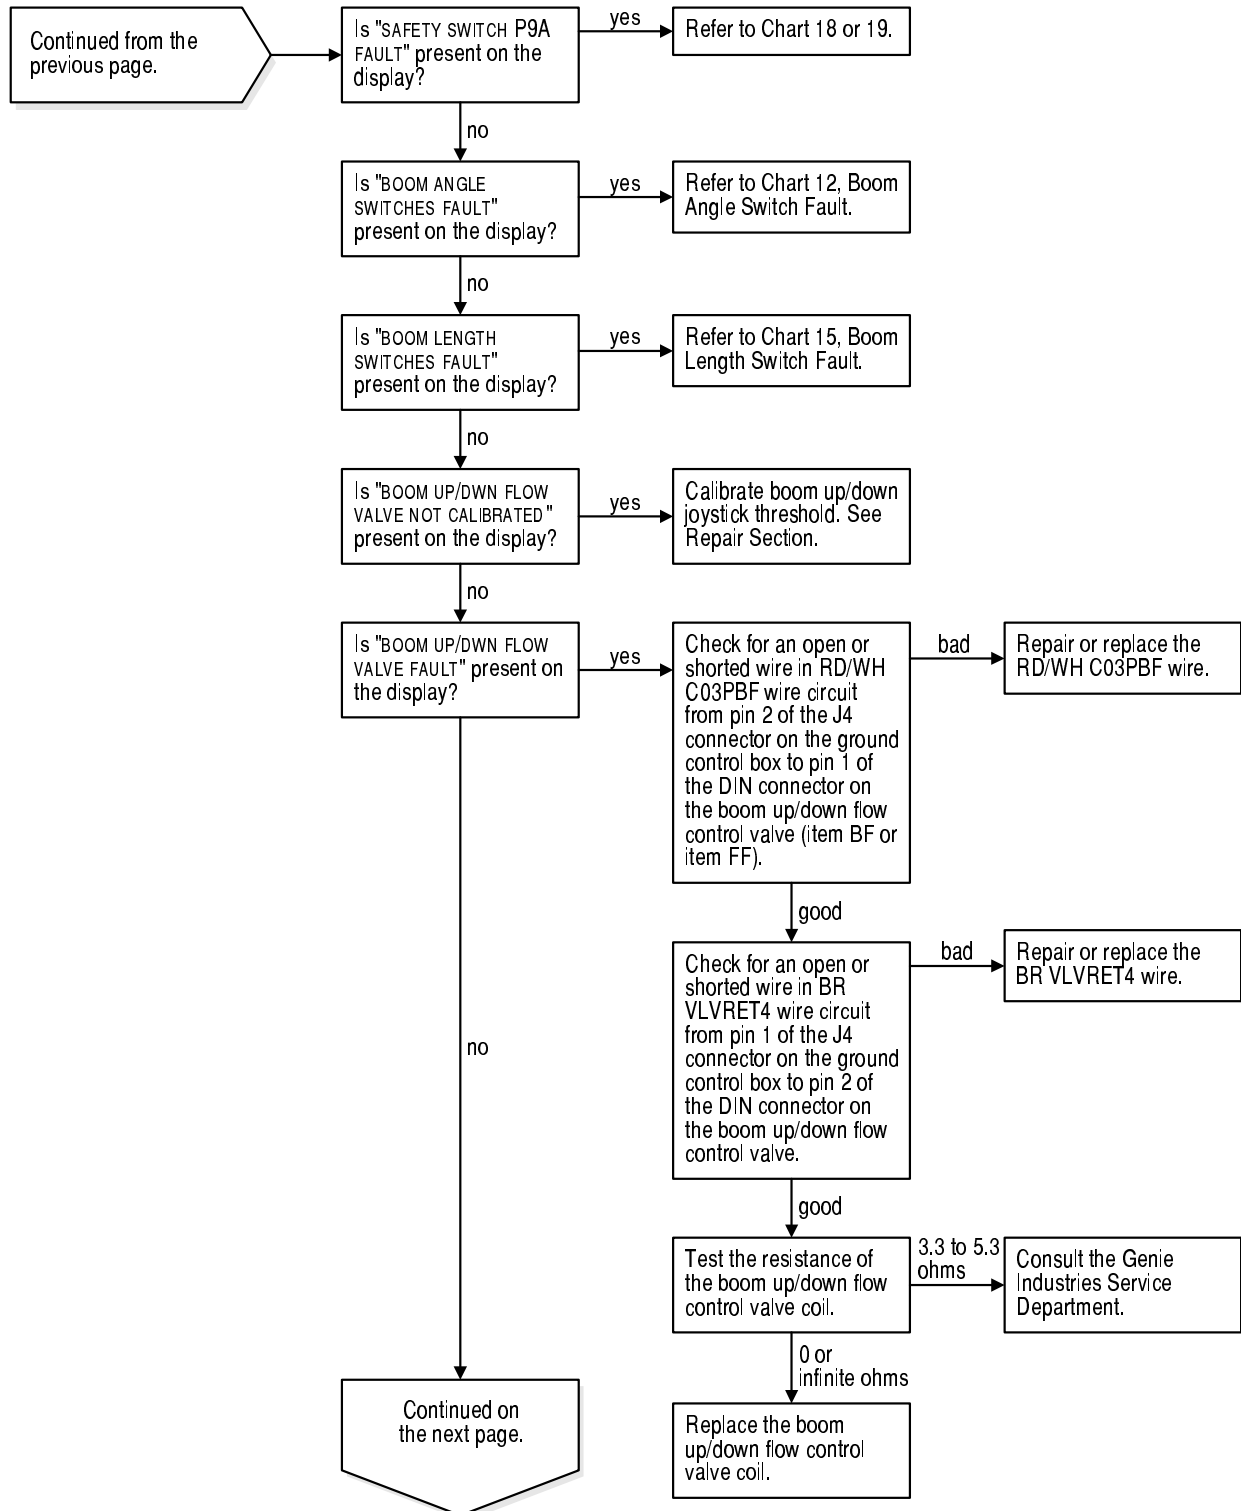 Continued from the
previous page.
Is "SAFETY SWITCH P9A
FAULT" present on the
display?
yes
Refer to Chart 18 or 19.
no
Is "BOOM ANGLE
SWITCHES FAULT"
present on the display?
yes
Refer to Chart 12, Boom
Angle Switch Fault.
no
Is "BOOM LENGTH
SWITCHES FAULT"
present on the display?
yes
Refer to Chart 15, Boom
Length Switch Fault.
no
Is "BOOM UP/DWN FLOW
VALVE NOT CALIBRATED"
present on the display?
yes
Calibrate boom up/down
joystick threshold. See
Repair Section.
no
Is "BOOM UP/DWN FLOW
VALVE FAULT" present on
the display?
yes
Check for an open or
shorted wire in RD/WH
C03PBF wire circuit
from pin 2 of the J4
connector on the ground
control box to pin 1 of
the DIN connector on
the boom up/down flow
control valve (item BF or
item FF).
bad
Repair or replace the
RD/WH C03PBF wire.
good
Check for an open or
shorted wire in BR
VLVRET4 wire circuit
from pin 1 of the J4
connector on the ground
control box to pin 2 of
the DIN connector on
the boom up/down flow
control valve.
bad
Repair or replace the
BR VLVRET4 wire.
no
good
Test the resistance of
the boom up/down flow
control valve coil.
3.3 to 5.3
ohms
Consult the Genie
Industries Service
Department.
0 or
infinite ohms
Replace the boom
up/down flow control
valve coil.
Continued on
the next page.